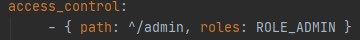 access_control:
    - { path: ^/admin, roles: ROLE_ADMIN }